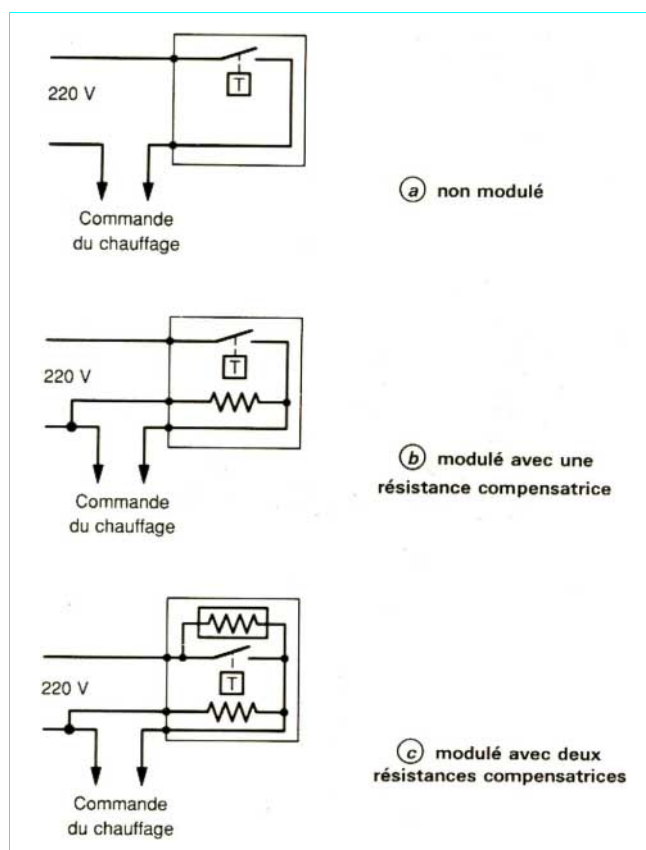 220 V
T
Commande
du chauffage
ⓐ non modulé
220 V
T
Commande
du chauffage
ⓑ modulé avec une
résistance compensatrice
220 V
T
Commande
du chauffage
ⓒ modulé avec deux
résistances compensatrices